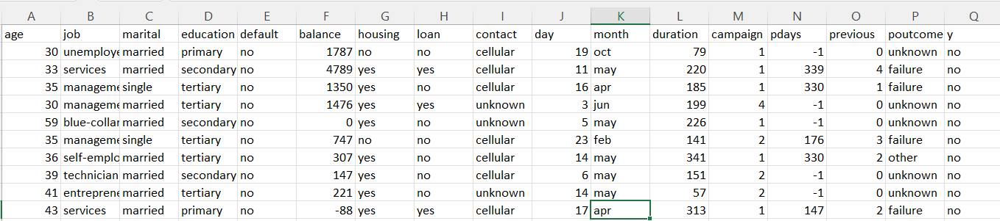 A B C D E F G H I J K L M N O P Q
age job marital education default balance housing loan contact day month duration campaign pdays previous poutcome y
30 unemploye married primary no 1787 no no cellular 19 oct 79 1 -1 0 unknown no
33 services married secondary no 4789 yes yes cellular 11 may 220 1 339 4 failure no
35 manageme single tertiary no 1350 yes no cellular 16 apr 185 1 330 1 failure no
30 manageme married tertiary no 1476 yes yes unknown 3 jun 199 4 -1 0 unknown no
59 blue-collar married secondary no 0 yes no unknown 5 may 226 1 -1 0 unknown no
35 manageme single tertiary no 747 no no cellular 23 feb 141 2 176 3 failure no
36 self-emplo married tertiary no 307 yes no cellular 14 may 341 1 330 2 other no
39 technician married secondary no 147 yes no cellular 6 may 151 2 -1 0 unknown no
41 entreprene married tertiary no 221 yes no unknown 14 may 57 2 -1 0 unknown no
43 services married primary no -88 yes yes cellular 17 apr 313 1 147 2 failure no